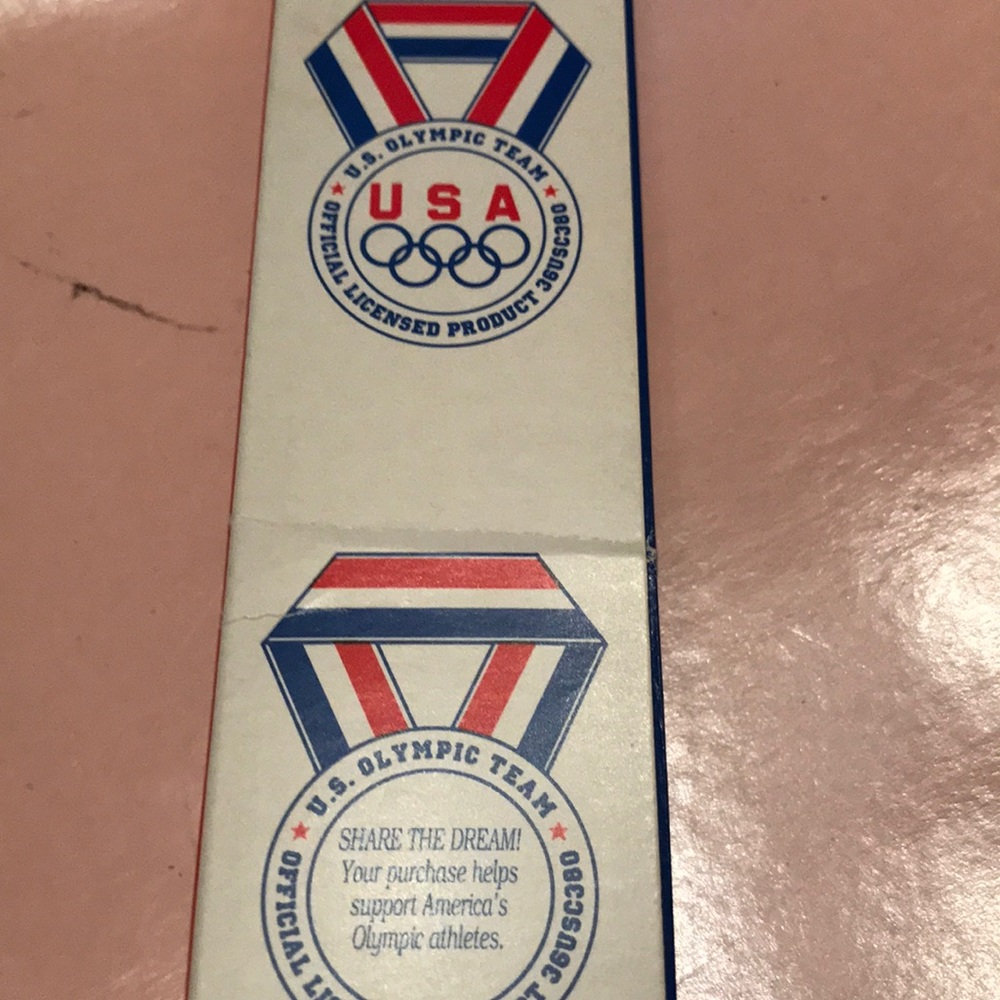 U.S. OLYMPIC TEAM
USA
OFFICIAL LICENSED PRODUCT 36USC380
U.S. OLYMPIC TEAM
SHARE THE DREAM!
Your purchase helps
support America's
Olympic athletes.
OFFICIAL 36USC380